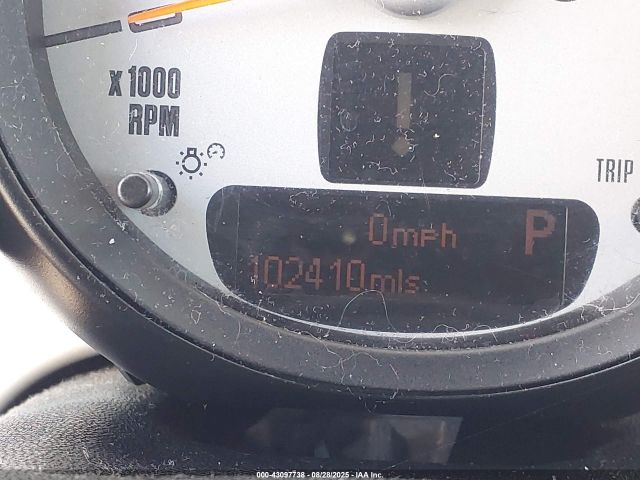 x 1000
RPM
TRIP
0mph P
102410mls
000-43097738 - 08/28/2025 - IAA Inc.